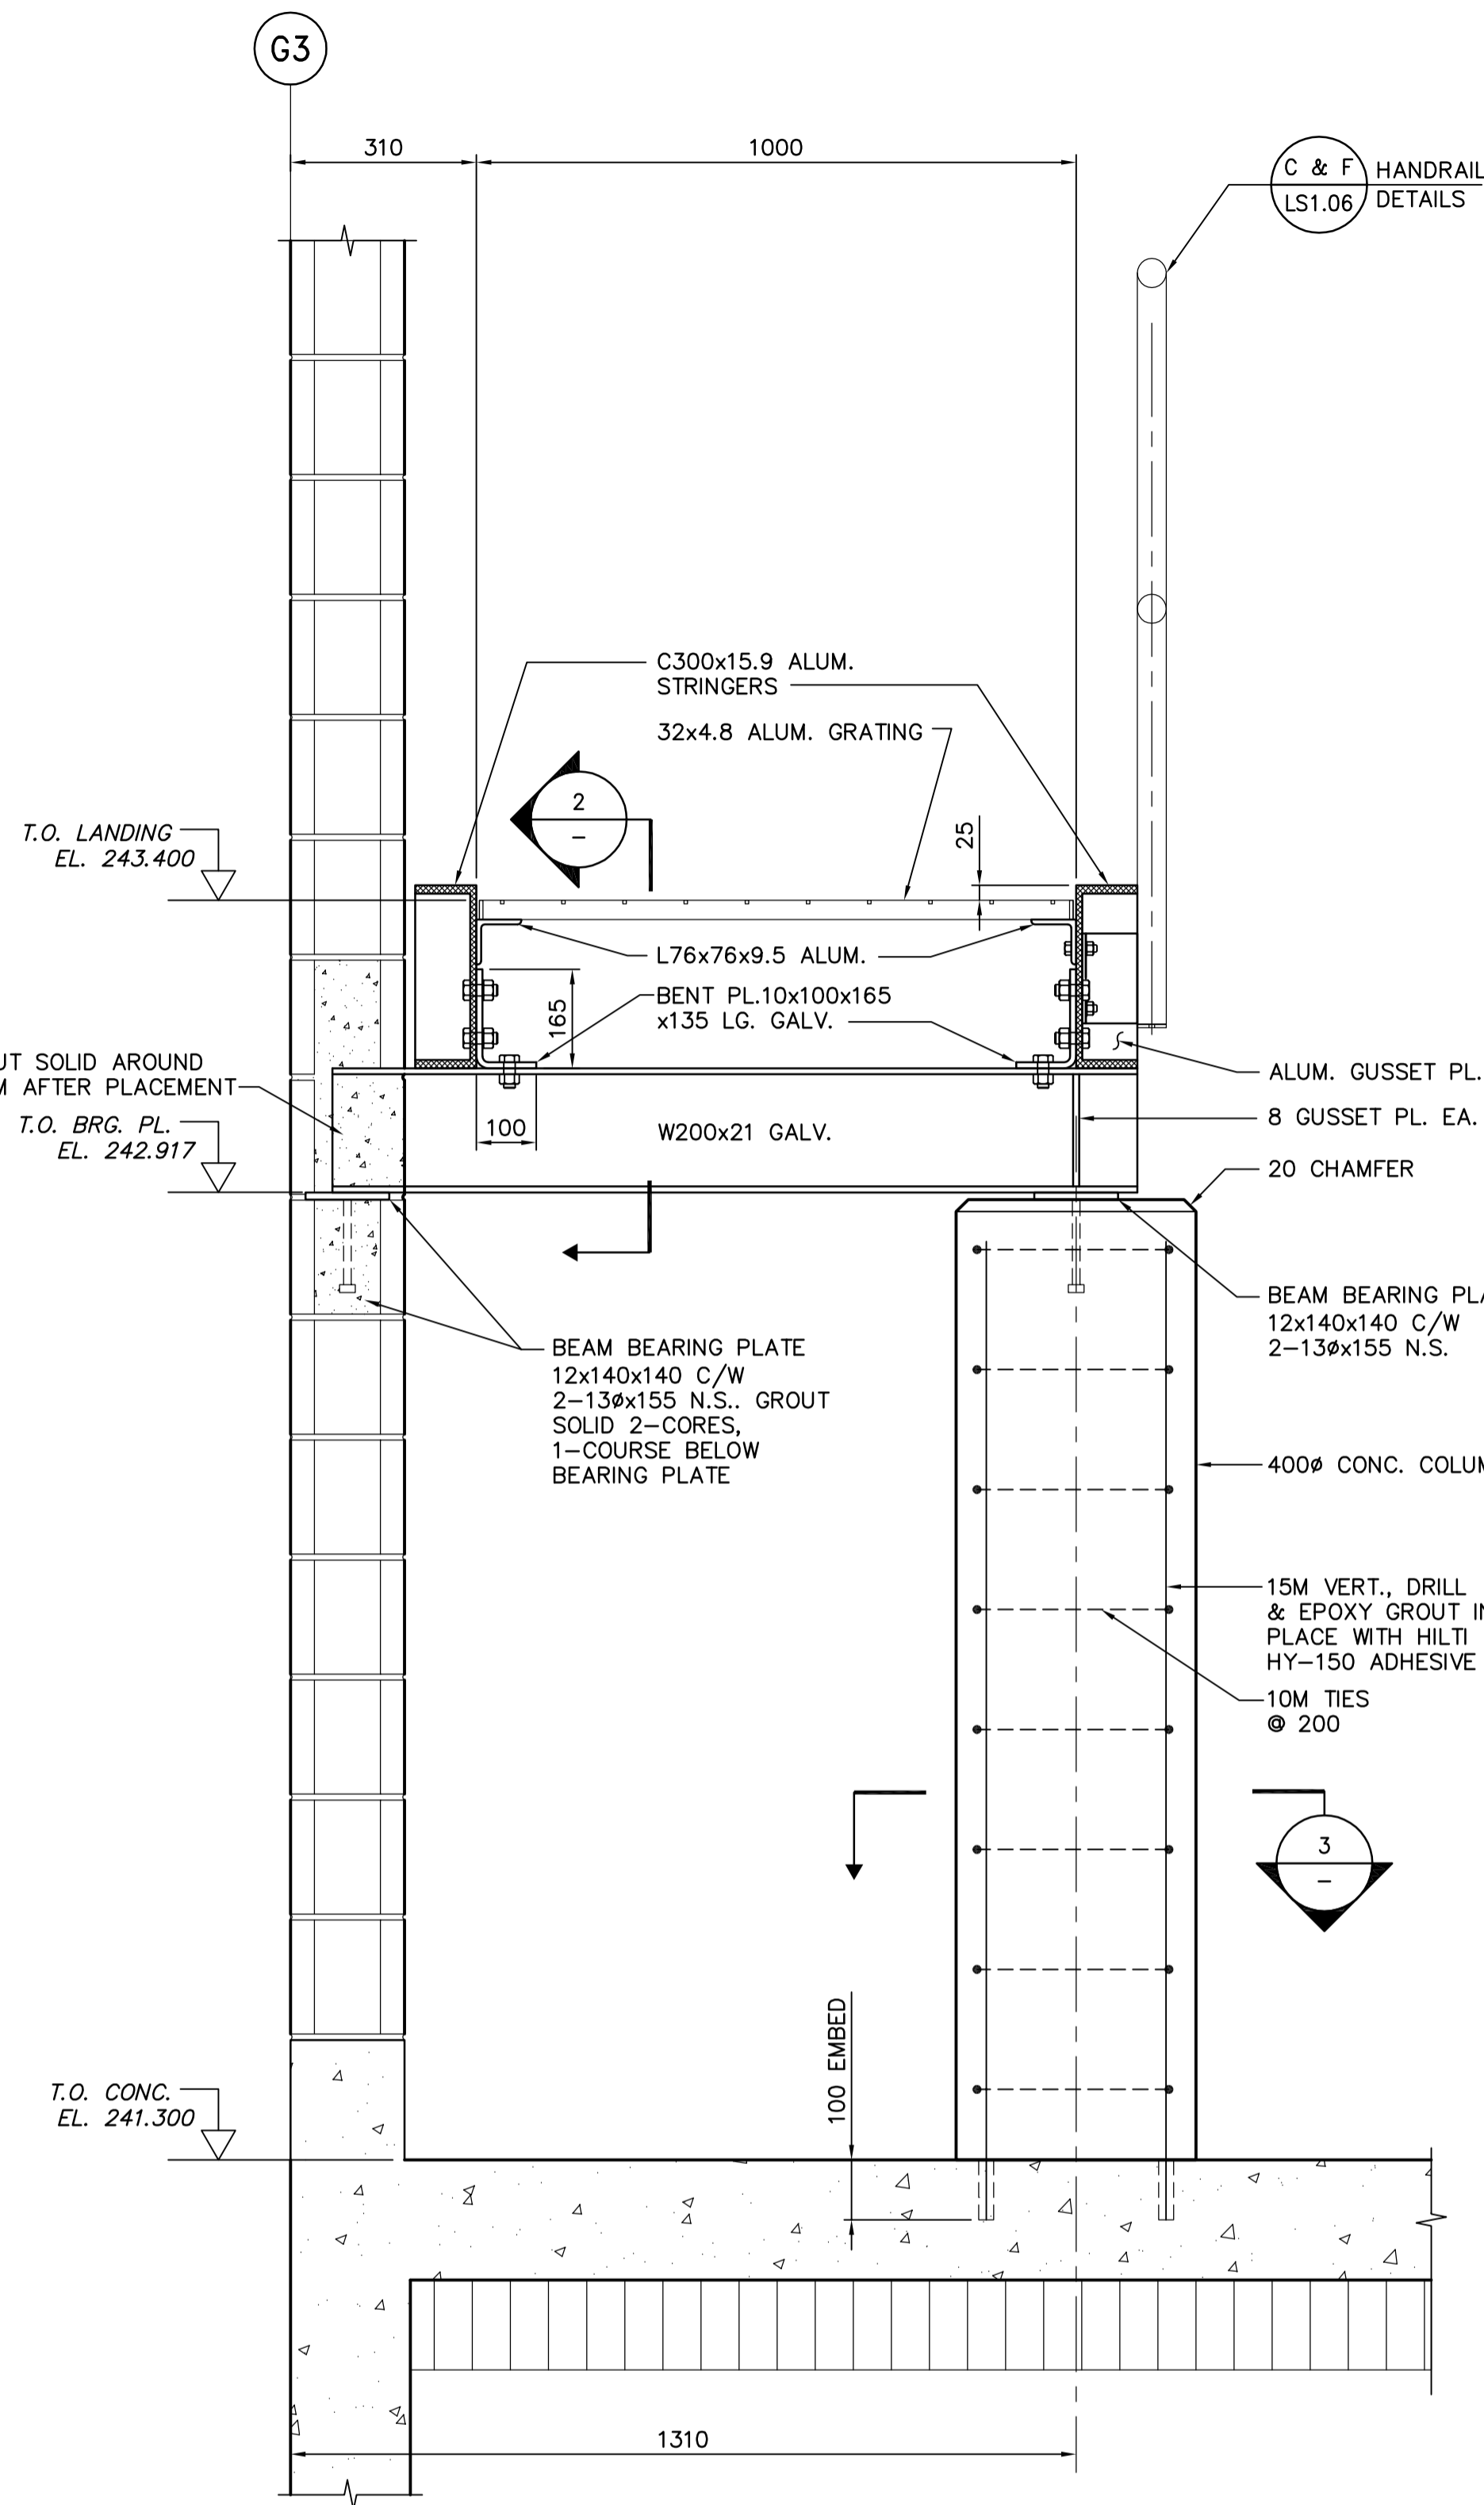 G3
310
1000
C & F
LS1.06
HANDRAIL
DETAILS
C300x15.9 ALUM.
STRINGERS
32x4.8 ALUM. GRATING
2
–
25
T.O. LANDING
EL. 243.400
L76x76x9.5 ALUM.
BENT PL.10x100x165
x135 LG. GALV.
165
UT SOLID AROUND
M AFTER PLACEMENT
ALUM. GUSSET PL.
T.O. BRG. PL.
EL. 242.917
100
W200x21 GALV.
8 GUSSET PL. EA.
20 CHAMFER
BEAM BEARING PLA
12x140x140 C/W
2–13øx155 N.S.
BEAM BEARING PLATE
12x140x140 C/W
2–13øx155 N.S.. GROUT
SOLID 2–CORES,
1–COURSE BELOW
BEARING PLATE
400ø CONC. COLUM
15M VERT., DRILL
& EPOXY GROUT IN
PLACE WITH HILTI
HY–150 ADHESIVE
10M TIES
@ 200
3
–
100 EMBED
T.O. CONC.
EL. 241.300
1310